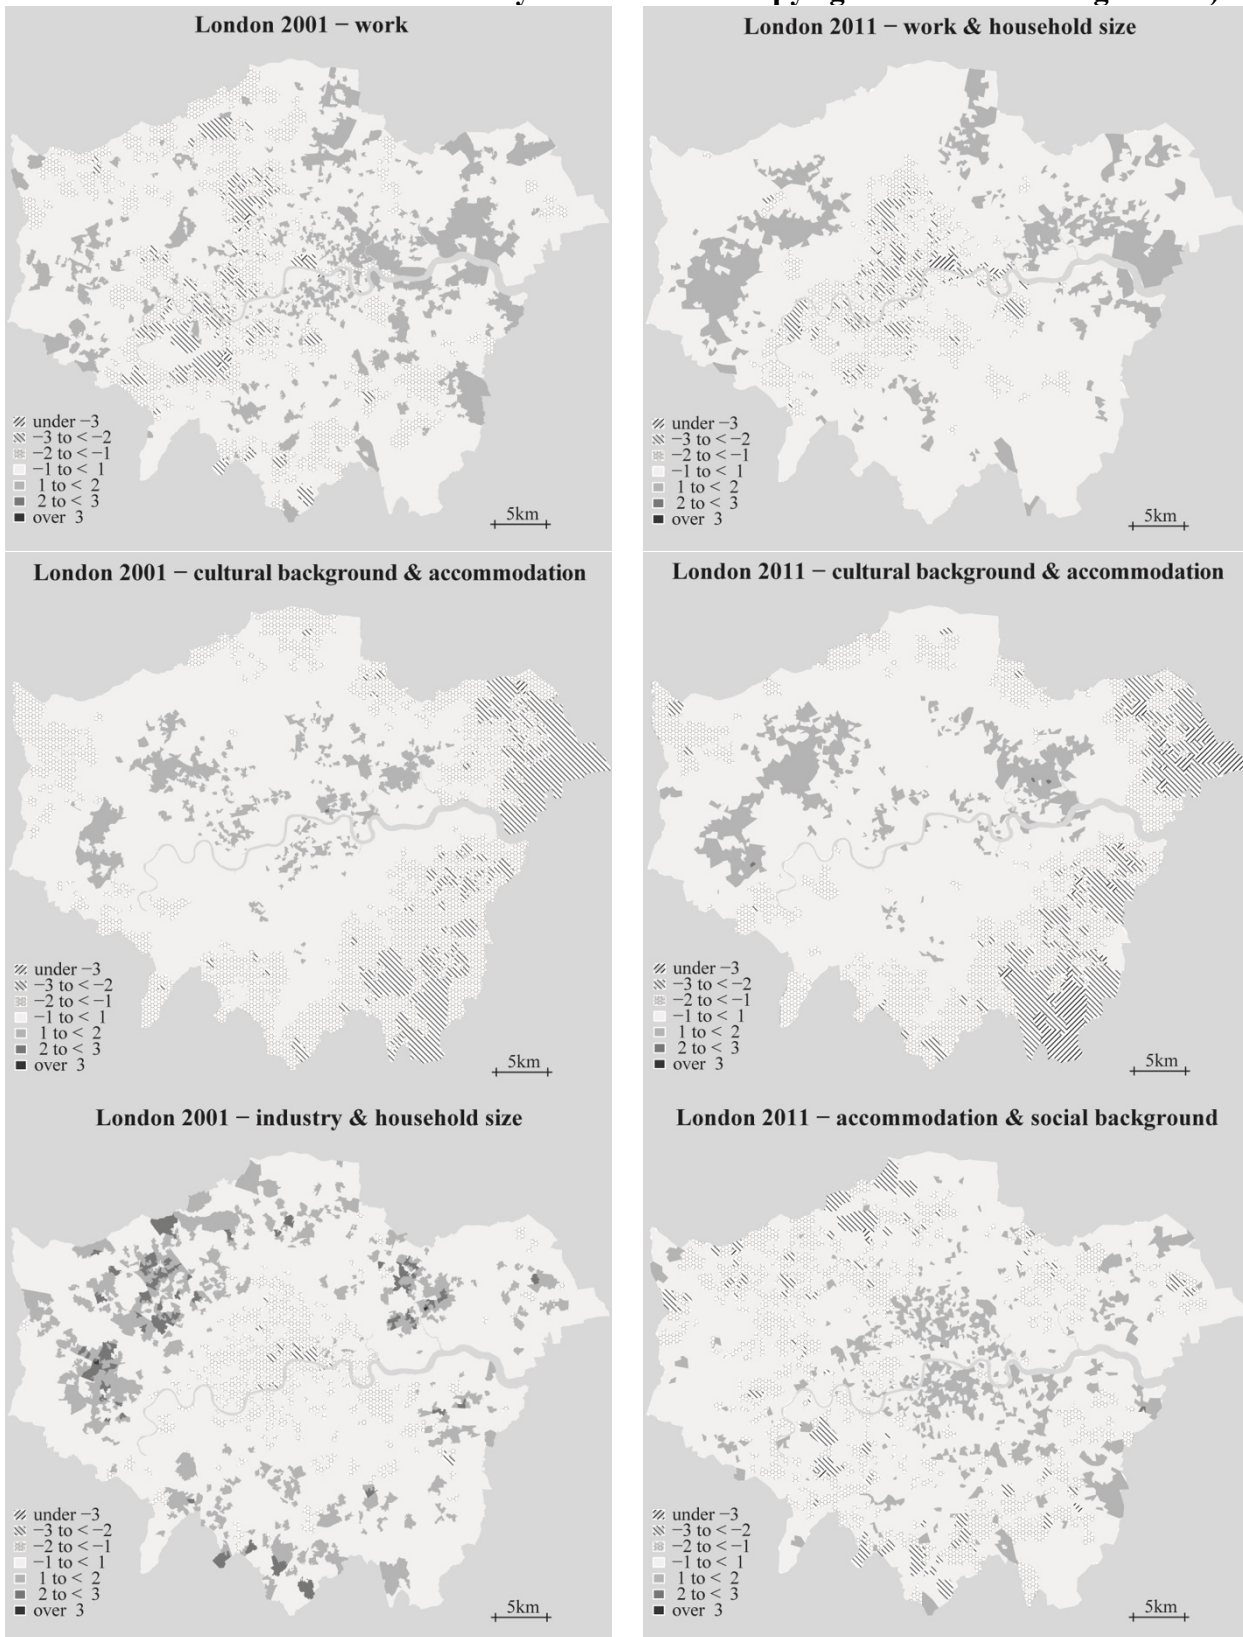 London 2001 − work
under −3
−3 to < −2
−2 to < −1
−1 to < 1
1 to < 2
2 to < 3
over 3
5km
London 2011 − work & household size
under −3
−3 to < −2
−2 to < −1
−1 to < 1
1 to < 2
2 to < 3
over 3
5km
London 2001 − cultural background & accommodation
under −3
−3 to < −2
−2 to < −1
−1 to < 1
1 to < 2
2 to < 3
over 3
5km
London 2011 − cultural background & accommodation
under −3
−3 to < −2
−2 to < −1
−1 to < 1
1 to < 2
2 to < 3
over 3
5km
London 2001 − industry & household size
under −3
−3 to < −2
−2 to < −1
−1 to < 1
1 to < 2
2 to < 3
over 3
5km
London 2011 − accommodation & social background
under −3
−3 to < −2
−2 to < −1
−1 to < 1
1 to < 2
2 to < 3
over 3
5km